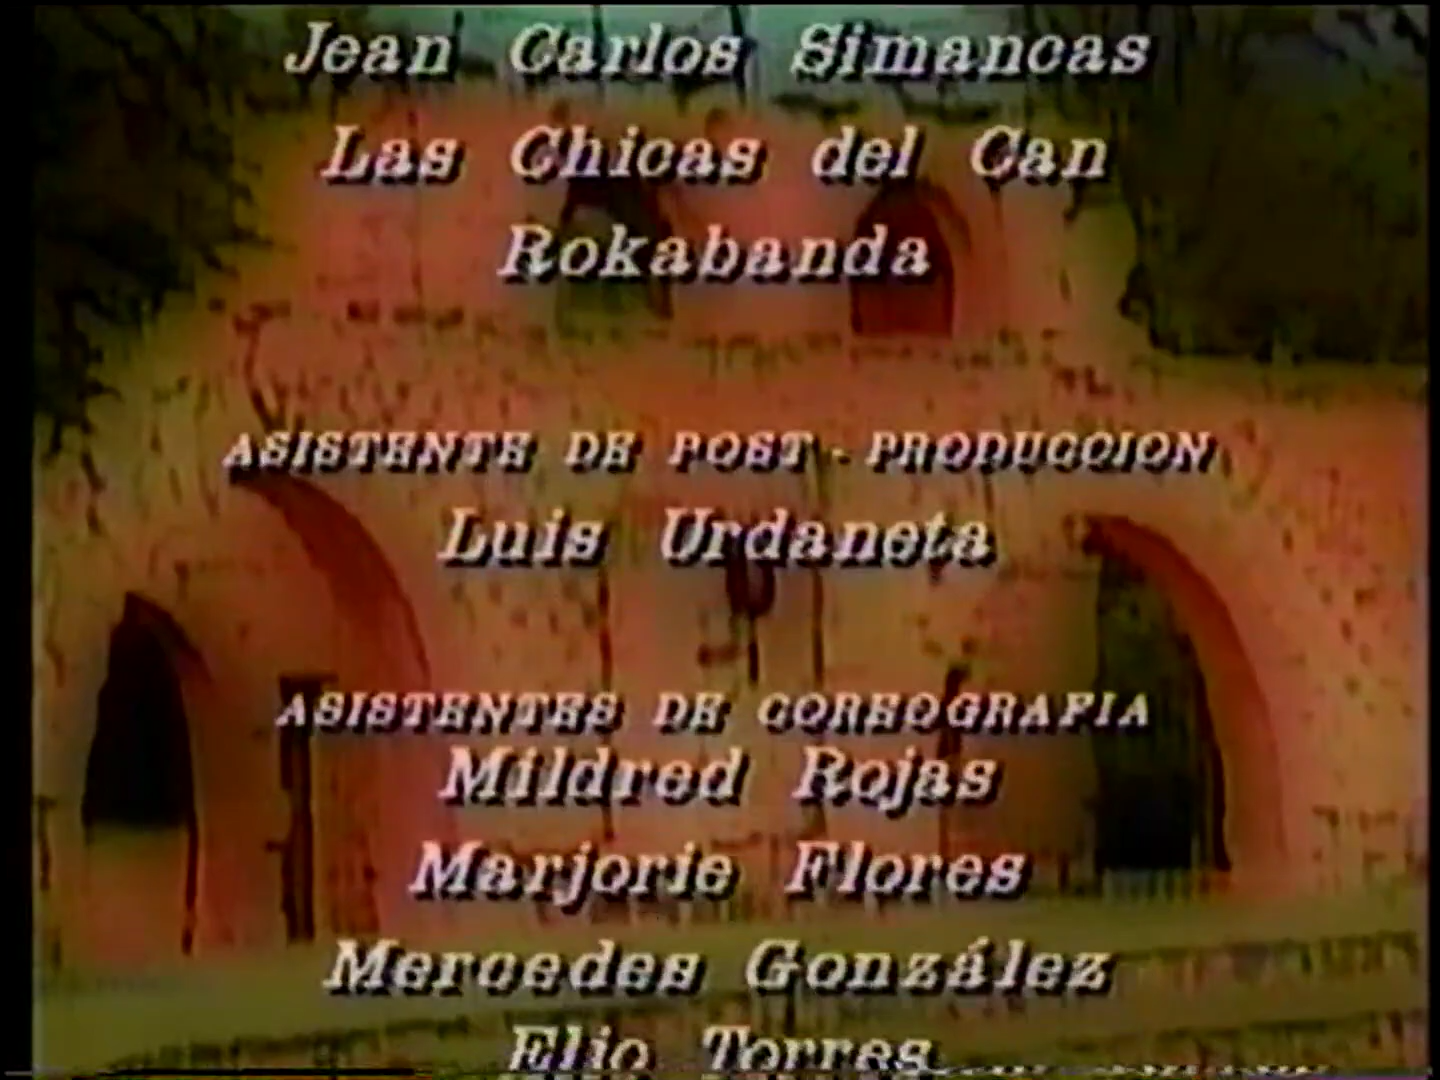 Jean Carlos Simancas
Las Chicas del Can
Rokabanda
ASISTENTE DE POST - PRODUCCION
Luis Urdaneta
ASISTENTES DE COREOGRAFIA
Mildred Rojas
Marjorie Flores
Mercedes González
Elio Torres